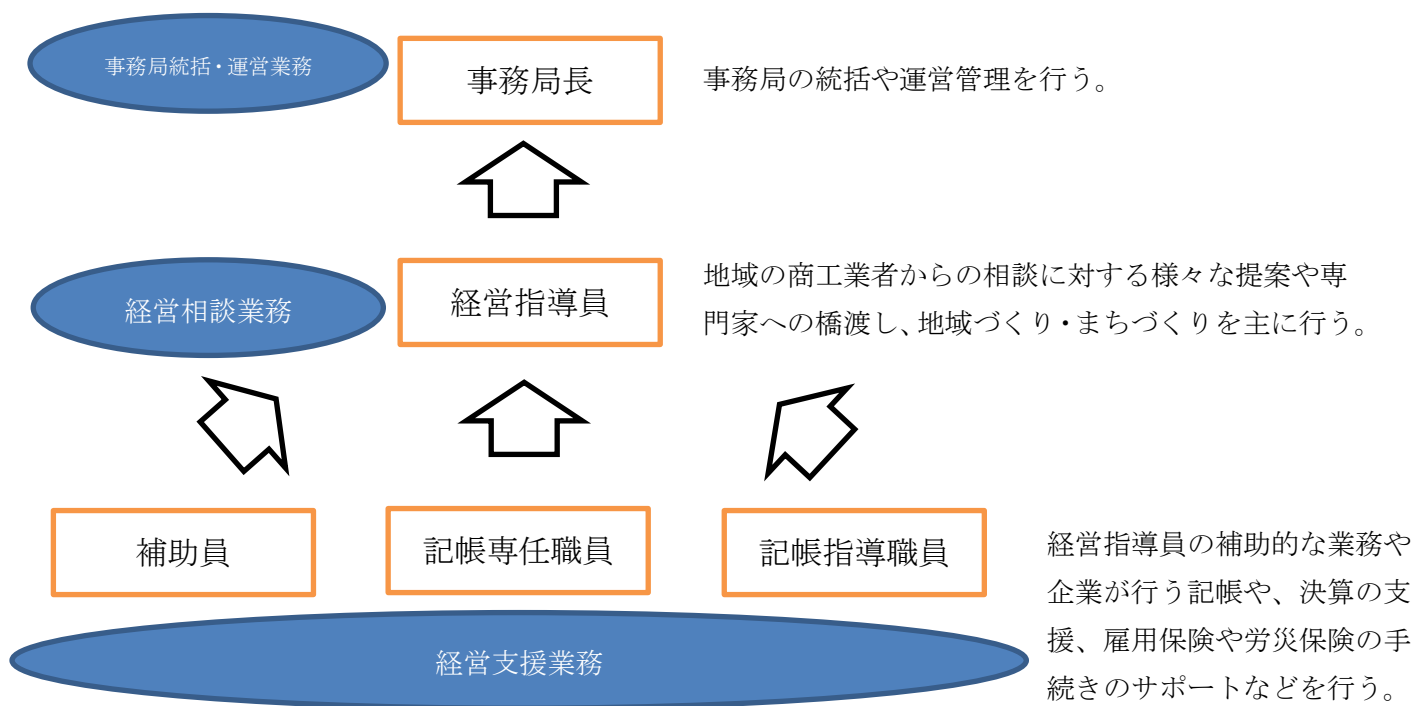 事務局統括・運営業務
事務局長
事務局の統括や運営管理を行う。
経営相談業務
経営指導員
地域の商工業者からの相談に対する様々な提案や専
門家への橋渡し、地域づくり・まちづくりを主に行う。
補助員
記帳専任職員
記帳指導職員
経営指導員の補助的な業務や
企業が行う記帳や、決算の支
援、雇用保険や労災保険の手
続きのサポートなどを行う。
経営支援業務